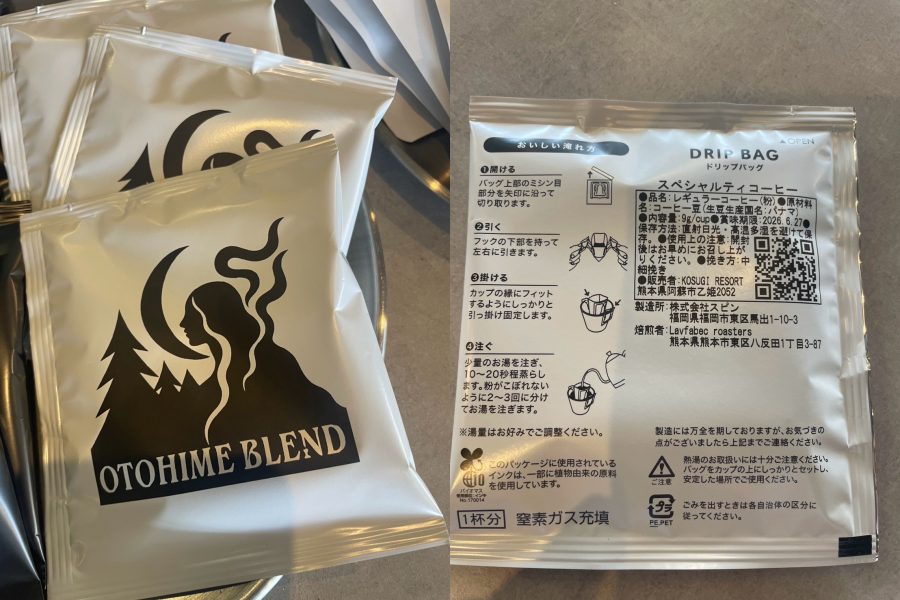 OTOHIME BLEND
おいしい淹れ方
❶開ける
バッグ上部のミシン目
部分を矢印に沿って
切り取ります。
❷引く
フックの下部を持って
左右に引きます。
❸掛ける
カップの縁にフィット
するようにしっかりと
引っ掛け固定します。
❹注ぐ
少量のお湯を注ぎ、
10〜20秒程蒸らし
ます。粉がこぼれない
ように2〜3回に分け
てお湯を注ぎます。
※湯量はお好みでご調整ください。
バイオマス
No.170014
このパッケージに使用されている
インクは、一部に植物由来の原料
を使用しています。
1杯分 窒素ガス充填
▲OPEN
DRIP BAG
ドリップバッグ
スペシャルティコーヒー
●品名:レギュラーコーヒー(粉)●原材料
名:コーヒー豆(生豆生産国名:パナマ)
●内容量:9g/cup●賞味期限:2026.6.27●
保存方法:直射日光・高温多湿を避けて保
存。●使用上の注意:開封
後はお早めにお召し上が
りください。●挽き方:中
細挽き
●販売者:KOSUGI RESORT
熊本県阿蘇市乙姫2052
製造所:株式会社スピン
福岡県福岡市東区馬出1-10-3
焙煎者:Lavfabec roasters
熊本県熊本市東区八反田1丁目3-87
製造には万全を期しておりますが、お気づきの
点がございましたら上記までご連絡ください。
ご注意
熱湯のお取扱いには十分ご注意ください。
バッグをカップの上にしっかりとセットし、
安定した場所でご使用ください。
プラ
PE,PET
ごみを出すときは各自治体の区分に
従ってください。